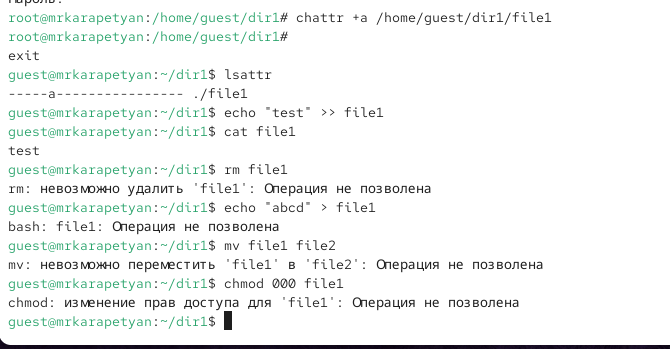 Пароль:
root@mrkarapetyan:/home/guest/dir1# chattr +a /home/guest/dir1/file1
root@mrkarapetyan:/home/guest/dir1#
exit
guest@mrkarapetyan:~/dir1$ lsattr
-----a---------------- ./file1
guest@mrkarapetyan:~/dir1$ echo "test" >> file1
guest@mrkarapetyan:~/dir1$ cat file1
test
guest@mrkarapetyan:~/dir1$ rm file1
rm: невозможно удалить 'file1': Операция не позволена
guest@mrkarapetyan:~/dir1$ echo "abcd" > file1
bash: file1: Операция не позволена
guest@mrkarapetyan:~/dir1$ mv file1 file2
mv: невозможно переместить 'file1' в 'file2': Операция не позволена
guest@mrkarapetyan:~/dir1$ chmod 000 file1
chmod: изменение прав доступа для 'file1': Операция не позволена
guest@mrkarapetyan:~/dir1$